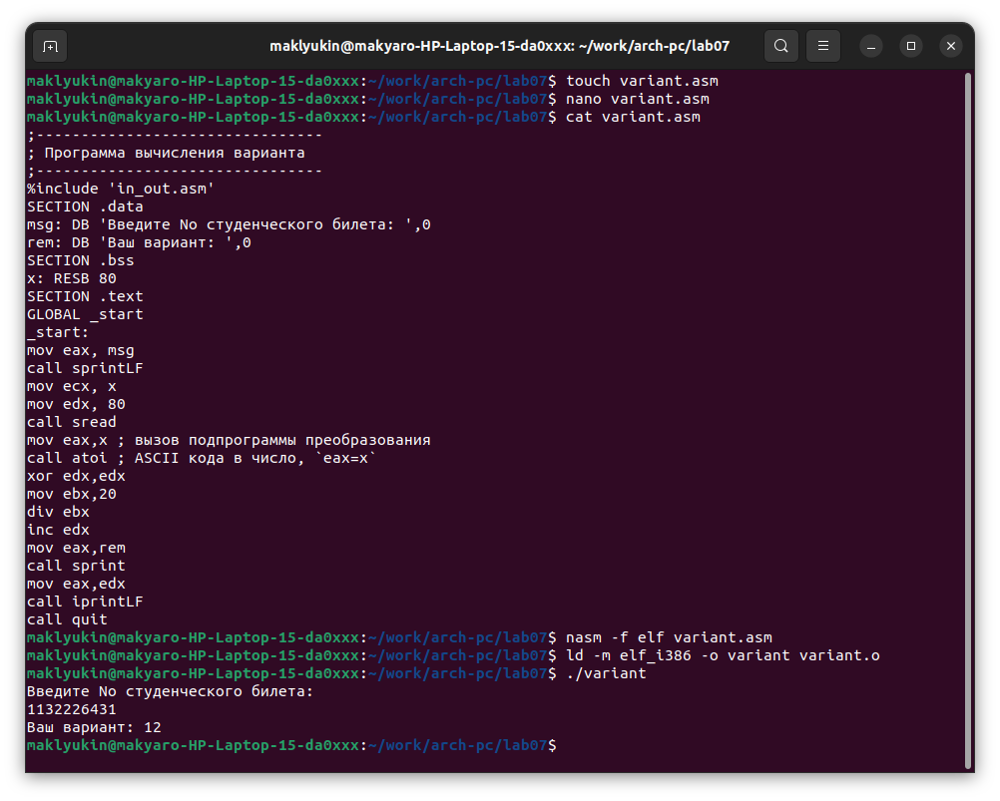 maklyukin@makyaro-HP-Laptop-15-da0xxx: ~/work/arch-pc/lab07
maklyukin@makyaro-HP-Laptop-15-da0xxx:~/work/arch-pc/lab07$ touch variant.asm
maklyukin@makyaro-HP-Laptop-15-da0xxx:~/work/arch-pc/lab07$ nano variant.asm
maklyukin@makyaro-HP-Laptop-15-da0xxx:~/work/arch-pc/lab07$ cat variant.asm
;--------------------------------
; Программа вычисления варианта
;--------------------------------
%include 'in_out.asm'
SECTION .data
msg: DB 'Введите No студенческого билета: ',0
rem: DB 'Ваш вариант: ',0
SECTION .bss
x: RESB 80
SECTION .text
GLOBAL _start
_start:
mov eax, msg
call sprintLF
mov ecx, x
mov edx, 80
call sread
mov eax,x ; вызов подпрограммы преобразования
call atoi ; ASCII кода в число, `eax=x`
xor edx,edx
mov ebx,20
div ebx
inc edx
mov eax,rem
call sprint
mov eax,edx
call iprintLF
call quit
maklyukin@makyaro-HP-Laptop-15-da0xxx:~/work/arch-pc/lab07$ nasm -f elf variant.asm
maklyukin@makyaro-HP-Laptop-15-da0xxx:~/work/arch-pc/lab07$ ld -m elf_i386 -o variant variant.o
maklyukin@makyaro-HP-Laptop-15-da0xxx:~/work/arch-pc/lab07$ ./variant
Введите No студенческого билета:
1132226431
Ваш вариант: 12
maklyukin@makyaro-HP-Laptop-15-da0xxx:~/work/arch-pc/lab07$